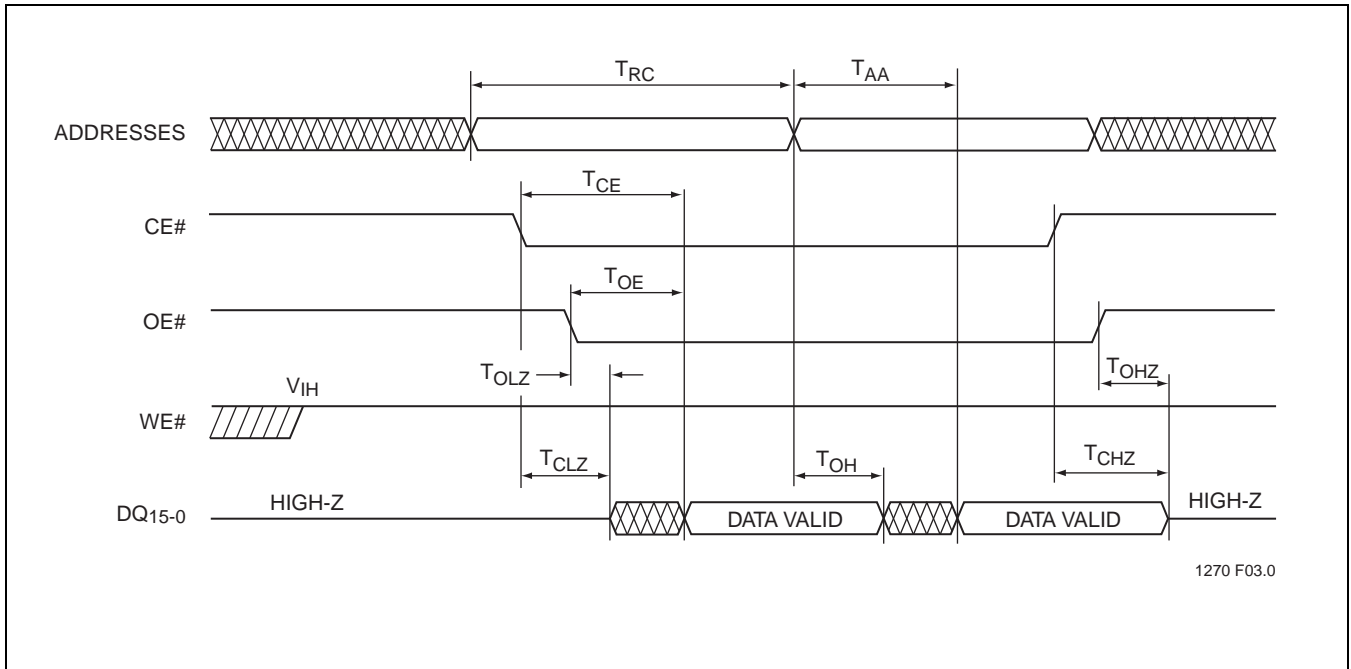 TRC
TAA
ADDRESSES
TCE
CE#
TOE
OE#
TOLZ
TOHZ
VIH
WE#
TCLZ
TOH
TCHZ
HIGH-Z
HIGH-Z
DQ15-0
DATA VALID
DATA VALID
1270 F03.0